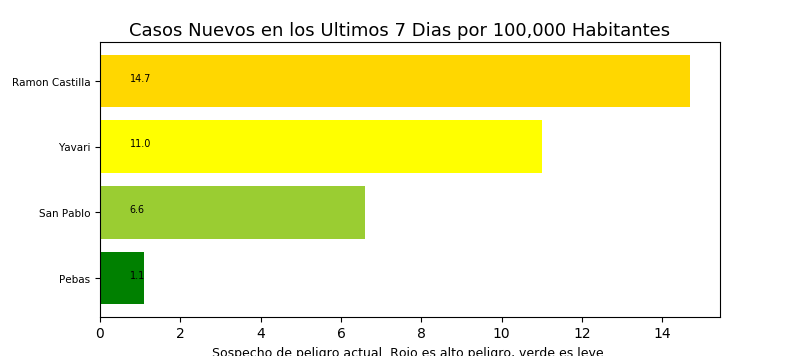 Casos Nuevos en los Ultimos 7 Dias por 100,000 Habitantes
Ramon Castilla 14.7
Yavari 11.0
San Pablo 6.6
Pebas 1.1
0 2 4 6 8 10 12 14
Sospecho de peligro actual. Rojo es alto peligro, verde es leve